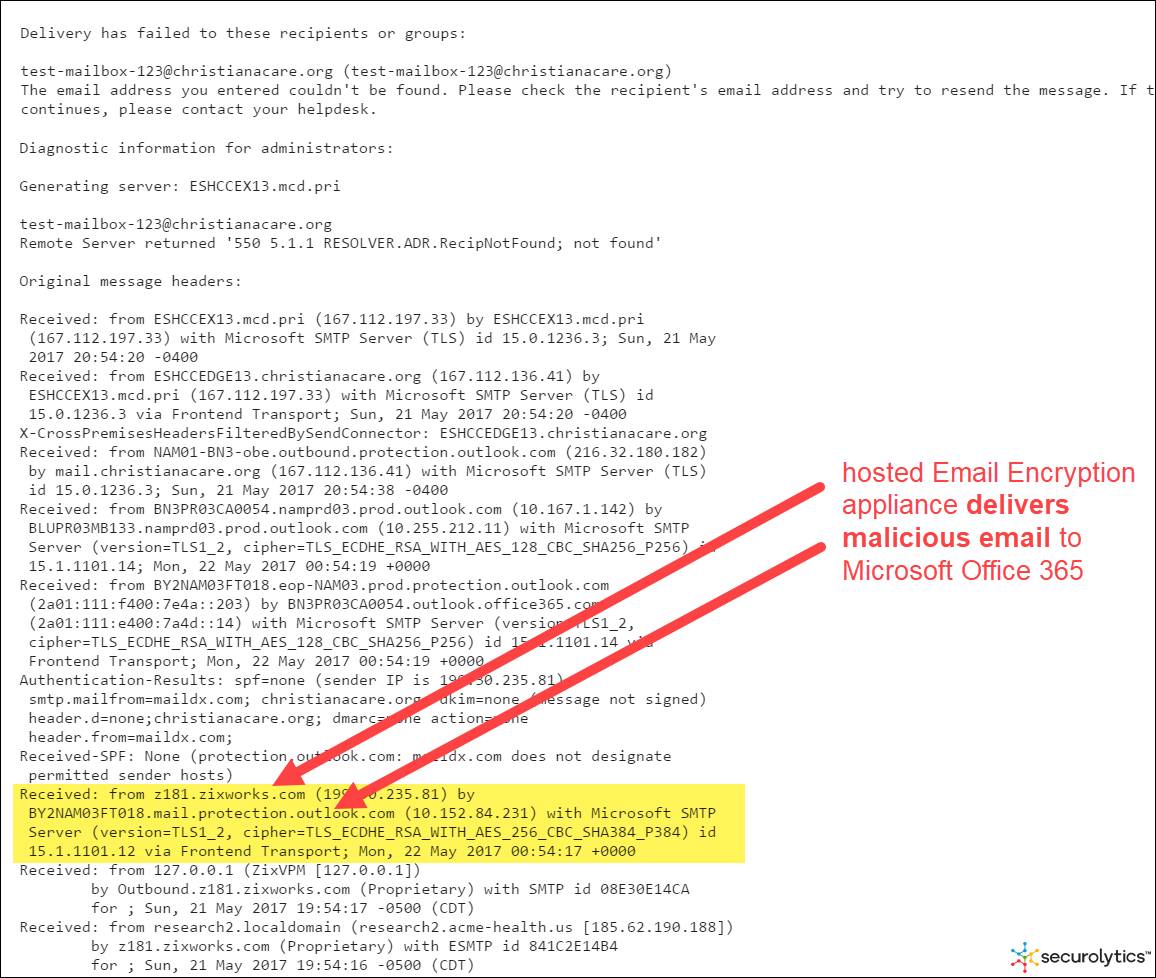 Delivery has failed to these recipients or groups:
test-mailbox-123@christianacare.org (test-mailbox-123@christianacare.org)
The email address you entered couldn't be found. Please check the recipient's email address and try to resend the message. If t
continues, please contact your helpdesk.
Diagnostic information for administrators:
Generating server: ESHCCEX13.mcd.pri
test-mailbox-123@christianacare.org
Remote Server returned '550 5.1.1 RESOLVER.ADR.RecipNotFound; not found'
Original message headers:
Received: from ESHCCEX13.mcd.pri (167.112.197.33) by ESHCCEX13.mcd.pri
(167.112.197.33) with Microsoft SMTP Server (TLS) id 15.0.1236.3; Sun, 21 May
2017 20:54:20 -0400
Received: from ESHCCEDGE13.christianacare.org (167.112.136.41) by
ESHCCEX13.mcd.pri (167.112.197.33) with Microsoft SMTP Server (TLS) id
15.0.1236.3 via Frontend Transport; Sun, 21 May 2017 20:54:20 -0400
X-CrossPremisesHeadersFilteredBySendConnector: ESHCCEDGE13.christianacare.org
Received: from NAM01-BN3-obe.outbound.protection.outlook.com (216.32.180.182)
by mail.christianacare.org (167.112.136.41) with Microsoft SMTP Server (TLS)
id 15.0.1236.3; Sun, 21 May 2017 20:54:38 -0400
Received: from BN3PR03CA0054.namprd03.prod.outlook.com (10.167.1.142) by
BLUPR03MB133.namprd03.prod.outlook.com (10.255.212.11) with Microsoft SMTP
Server (version=TLS1_2, cipher=TLS_ECDHE_RSA_WITH_AES_128_CBC_SHA256_P256) id
15.1.1101.14; Mon, 22 May 2017 00:54:19 +0000
Received: from BY2NAM03FT018.eop-NAM03.prod.protection.outlook.com
(2a01:111:f400:7e4a::203) by BN3PR03CA0054.outlook.office365.com
(2a01:111:e400:7a4d::14) with Microsoft SMTP Server (version=TLS1_2,
cipher=TLS_ECDHE_RSA_WITH_AES_128_CBC_SHA256_P256) id 15.1.1101.14 via
Frontend Transport; Mon, 22 May 2017 00:54:19 +0000
Authentication-Results: spf=none (sender IP is 199.30.235.81)
smtp.mailfrom=maildx.com; christianacare.org; dkim=none (message not signed)
header.d=none;christianacare.org; dmarc=none action=none
header.from=maildx.com;
Received-SPF: None (protection.outlook.com: maildx.com does not designate
permitted sender hosts)
Received: from z181.zixworks.com (199.30.235.81) by
BY2NAM03FT018.mail.protection.outlook.com (10.152.84.231) with Microsoft SMTP
Server (version=TLS1_2, cipher=TLS_ECDHE_RSA_WITH_AES_256_CBC_SHA384_P384) id
15.1.1101.12 via Frontend Transport; Mon, 22 May 2017 00:54:17 +0000
Received: from 127.0.0.1 (ZixVPM [127.0.0.1])
by Outbound.z181.zixworks.com (Proprietary) with SMTP id 08E30E14CA
for ; Sun, 21 May 2017 19:54:17 -0500 (CDT)
Received: from research2.localdomain (research2.acme-health.us [185.62.190.188])
by z181.zixworks.com (Proprietary) with ESMTP id 841C2E14B4
for ; Sun, 21 May 2017 19:54:16 -0500 (CDT)
hosted Email Encryption
appliance delivers
malicious email to
Microsoft Office 365
securolytics™